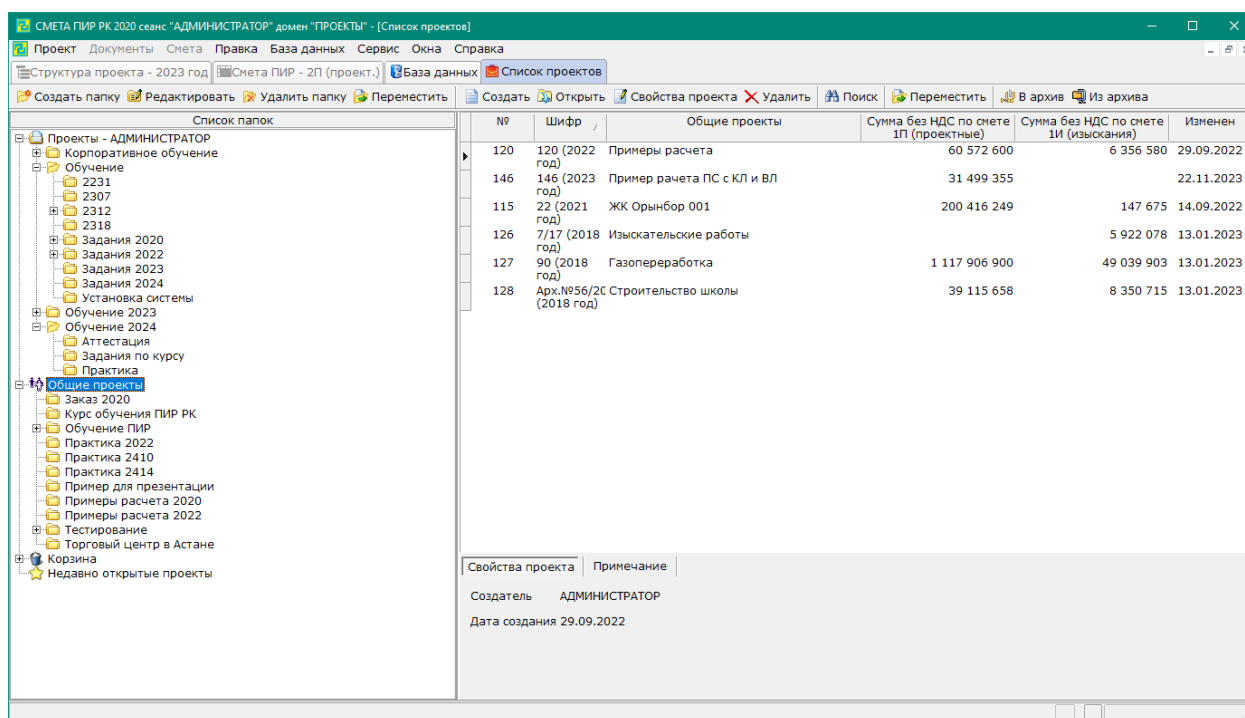 СМЕТА ПИР РК 2020 сеанс "АДМИНИСТРАТОР" домен "ПРОЕКТЫ" - [Список проектов]
Проект Документы Смета Правка База данных Сервис Окна Справка
Структура проекта - 2023 год Смета ПИР - 2П (проект.) База данных Список проектов
Создать папку Редактировать Удалить папку Переместить Создать Открыть Свойства проекта Удалить Поиск Переместить В архив Из архива
Список папок
Проекты - АДМИНИСТРАТОР
Корпоративное обучение
Обучение
2231
2307
2312
2318
Задания 2020
Задания 2022
Задания 2023
Задания 2024
Установка системы
Обучение 2023
Обучение 2024
Аттестация
Задания по курсу
Практика
Общие проекты
Заказ 2020
Курс обучения ПИР РК
Обучение ПИР
Практика 2022
Практика 2410
Практика 2414
Пример для презентации
Примеры расчета 2020
Примеры расчета 2022
Тестирование
Торговый центр в Астане
Корзина
Недавно открытые проекты
№ Шифр Общие проекты Сумма без НДС по смете Сумма без НДС по смете Изменен
1П (проектные) 1И (изыскания)
120 120 (2022 Примеры расчета 60 572 600 6 356 580 29.09.2022
год)
146 146 (2023 Пример рачета ПС с КЛ и ВЛ 31 499 355 22.11.2023
год)
115 22 (2021 ЖК Орынбор 001 200 416 249 147 675 14.09.2022
год)
126 7/17 (2018 Изыскательские работы 5 922 078 13.01.2023
год)
127 90 (2018 Газопереработка 1 117 906 900 49 039 903 13.01.2023
год)
128 Арх.№56/20 Строительство школы 39 115 658 8 350 715 13.01.2023
(2018 год)
Свойства проекта Примечание
Создатель АДМИНИСТРАТОР
Дата создания 29.09.2022